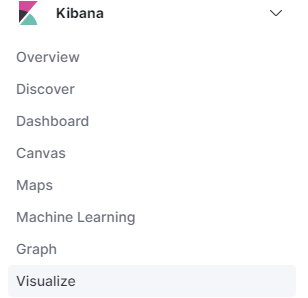 Kibana
Overview
Discover
Dashboard
Canvas
Maps
Machine Learning
Graph
Visualize